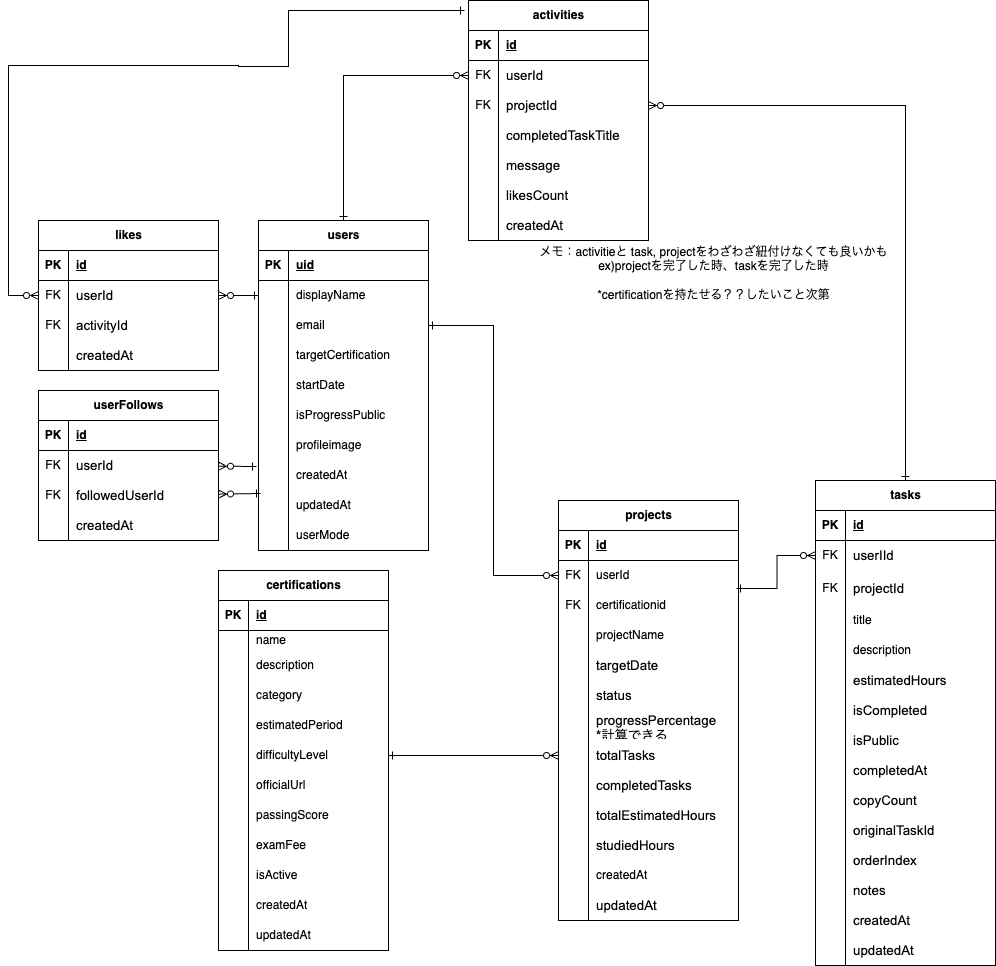 activities
PK id
FK userId
FK projectId
completedTaskTitle
message
likesCount
createdAt
メモ：activitieと task, projectをわざわざ紐付けなくても良いかも
ex)projectを完了した時、taskを完了した時
*certificationを持たせる？？したいこと次第
likes
PK id
FK userId
FK activityId
createdAt
users
PK uid
displayName
email
targetCertification
startDate
isProgressPublic
profileimage
createdAt
updatedAt
userMode
userFollows
PK id
FK userId
FK followedUserId
createdAt
certifications
PK id
name
description
category
estimatedPeriod
difficultyLevel
officialUrl
passingScore
examFee
isActive
createdAt
updatedAt
projects
PK id
FK userId
FK certificationid
projectName
targetDate
status
progressPercentage
*計算できる
totalTasks
completedTasks
totalEstimatedHours
studiedHours
createdAt
updatedAt
tasks
PK id
FK userIId
FK projectId
title
description
estimatedHours
isCompleted
isPublic
completedAt
copyCount
originalTaskId
orderIndex
notes
createdAt
updatedAt